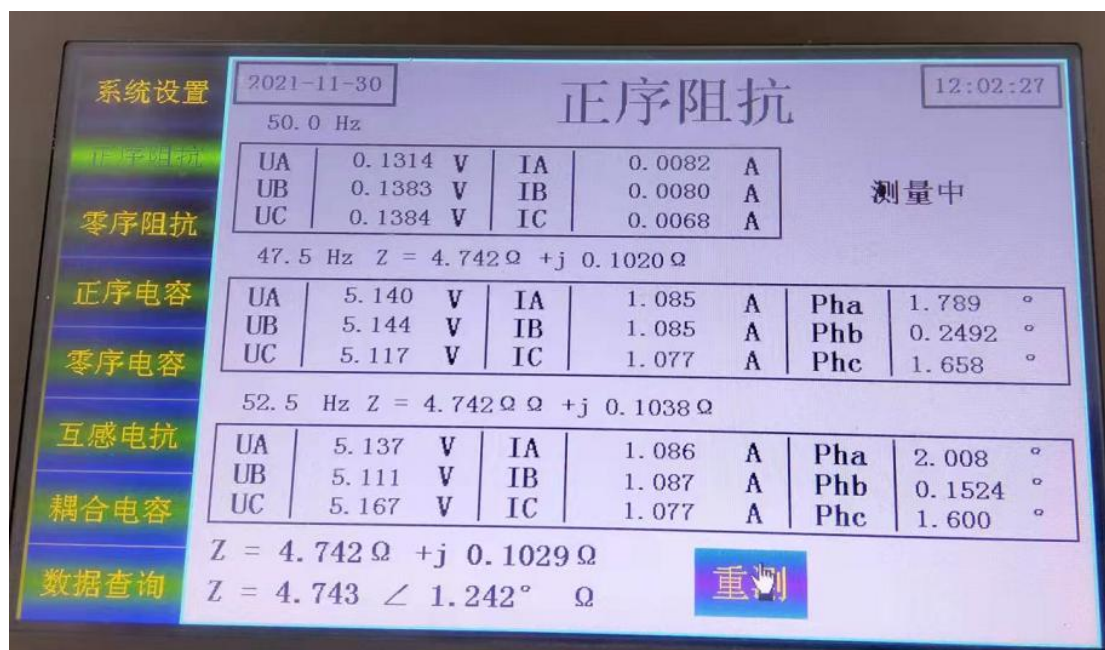 系统设置
正序阻抗
零序阻抗
正序电容
零序电容
互感电抗
耦合电容
数据查询
2021-11-30
正序阻抗
12:02:27
50.0 Hz
UA 0.1314 V IA 0.0082 A
UB 0.1383 V IB 0.0080 A
UC 0.1384 V IC 0.0068 A
测量中
47.5 Hz Z = 4.742Ω +j 0.1020Ω
UA 5.140 V IA 1.085 A Pha 1.789 °
UB 5.144 V IB 1.085 A Phb 0.2492 °
UC 5.117 V IC 1.077 A Phc 1.658 °
52.5 Hz Z = 4.742Ω Ω +j 0.1038Ω
UA 5.137 V IA 1.086 A Pha 2.008 °
UB 5.111 V IB 1.087 A Phb 0.1524 °
UC 5.167 V IC 1.077 A Phc 1.600 °
Z = 4.742Ω +j 0.1029Ω
Z = 4.743 ∠ 1.242° Ω
重测